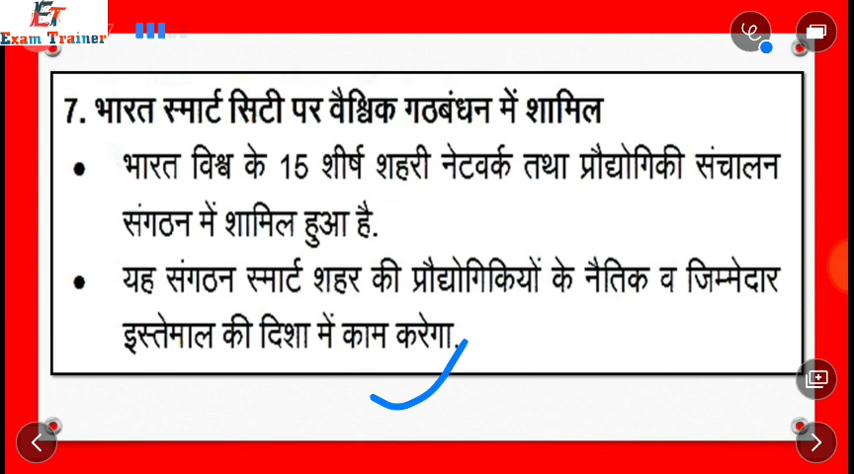 ET
Exam Trainer
7. भारत स्मार्ट सिटी पर वैश्विक गठबंधन में शामिल
• भारत विश्व के 15 शीर्ष शहरी नेटवर्क तथा प्रौद्योगिकी संचालन
संगठन में शामिल हुआ है.
• यह संगठन स्मार्ट शहर की प्रौद्योगिकियों के नैतिक व जिम्मेदार
इस्तेमाल की दिशा में काम करेगा.